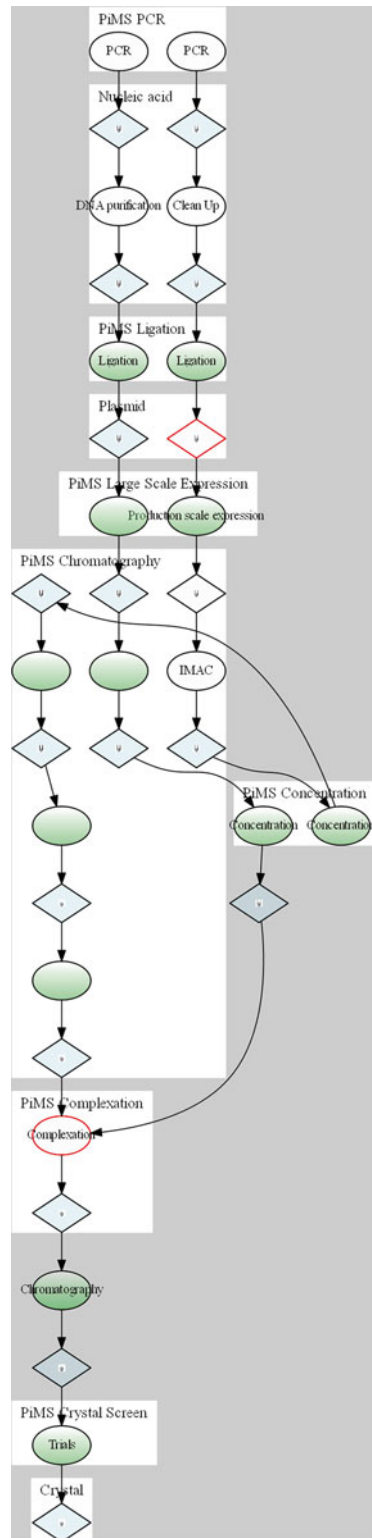 PiMS PCR
PCR
PCR
Nucleic acid
DNA purification
Clean Up
PiMS Ligation
Ligation
Ligation
Plasmid
PiMS Large Scale Expression
Production scale expression
PiMS Chromatography
IMAC
PiMS Concentration
Concentration
Concentration
PiMS Complexation
Complexation
Chromatography
PiMS Crystal Screen
Trials
Crystal